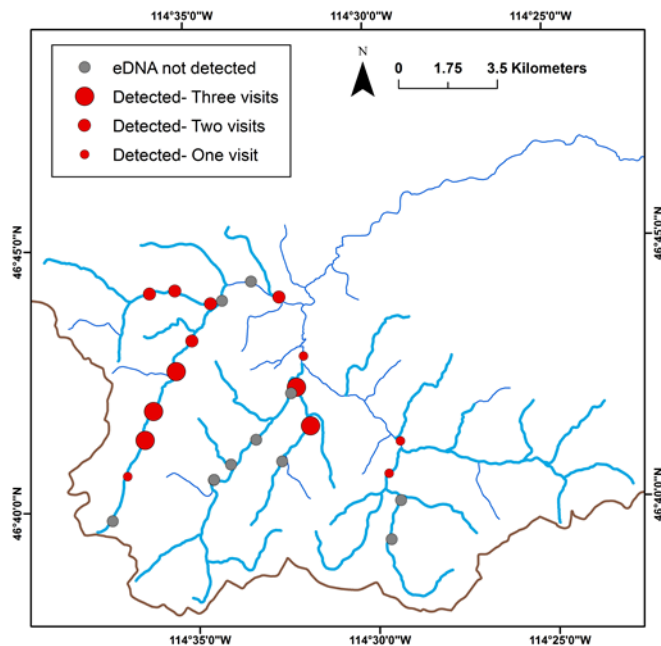 114°35'0"W 114°30'0"W 114°25'0"W
eDNA not detected
Detected- Three visits
Detected- Two visits
Detected- One visit
N
0 1.75 3.5 Kilometers
46°45'0"N 46°45'0"N
46°40'0"N 46°40'0"N
114°35'0"W 114°30'0"W 114°25'0"W